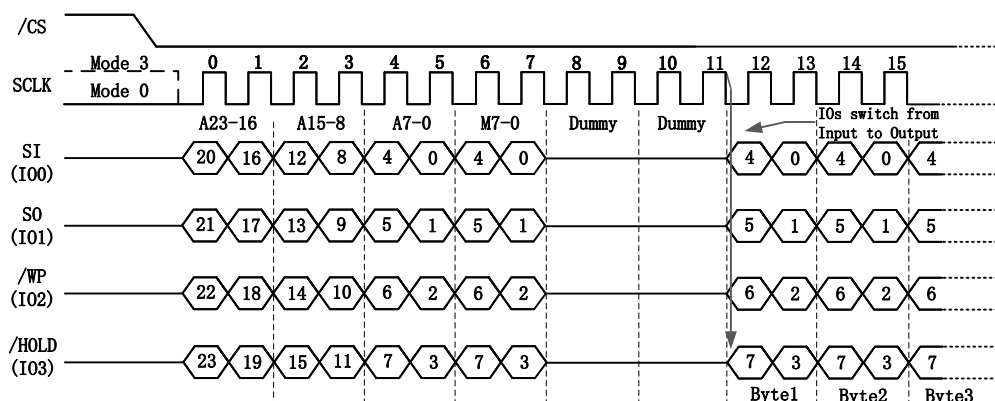 /CS
Mode 3 0 1 2 3 4 5 6 7 8 9 10 11 12 13 14 15
SCLK
Mode 0
IOs switch from
A23-16 A15-8 A7-0 M7-0 Dummy Dummy Input to Output
SI
(IO0)
20 16 12 8 4 0 4 0 4 0 4 0 4
SO
(IO1)
21 17 13 9 5 1 5 1 5 1 5 1 5
/WP
(IO2)
22 18 14 10 6 2 6 2 6 2 6 2 6
/HOLD
(IO3)
23 19 15 11 7 3 7 3 7 3 7 3 7
Byte1 Byte2 Byte3